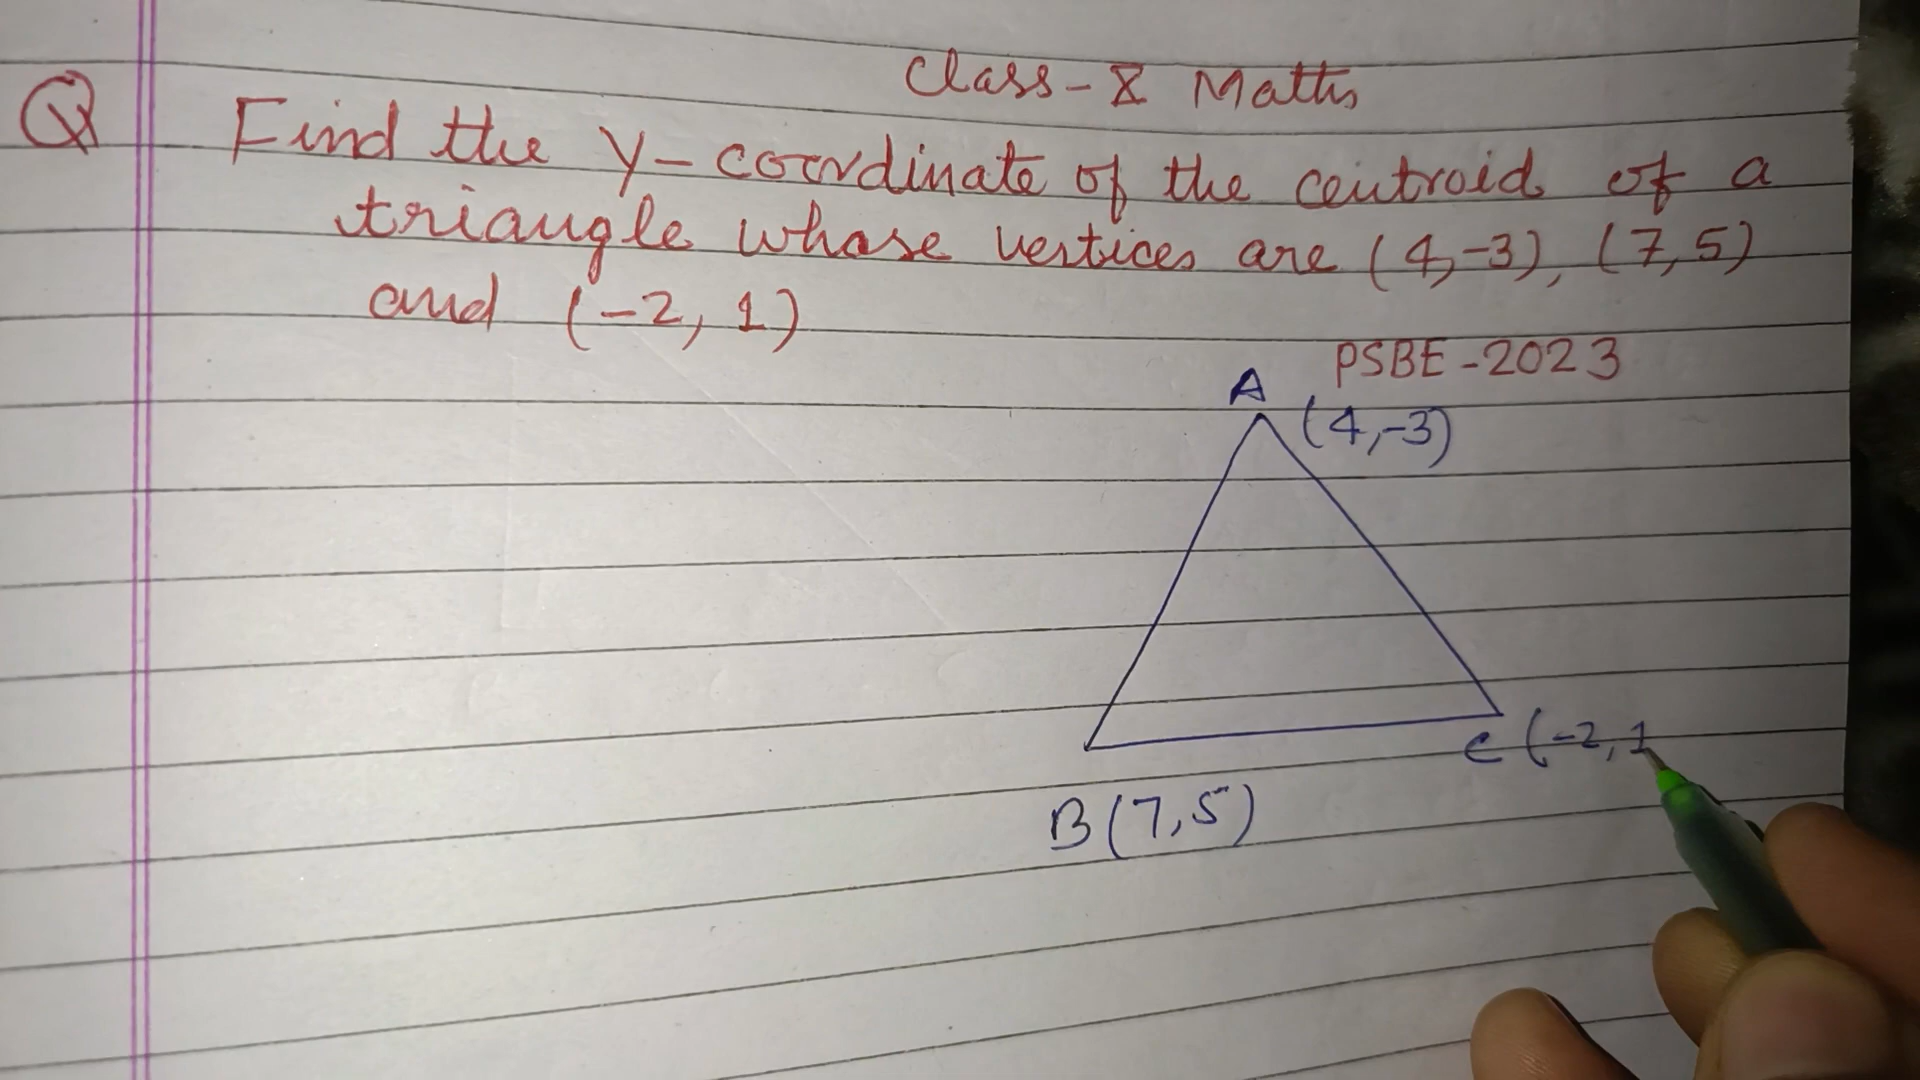 Class-X Maths
Q Find the y-coordinate of the centroid of a
triangle whose vertices are (4,-3), (7,5)
and (-2, 1)
PSBE-2023
A
(4,-3)
C (-2, 1
B (7,5)